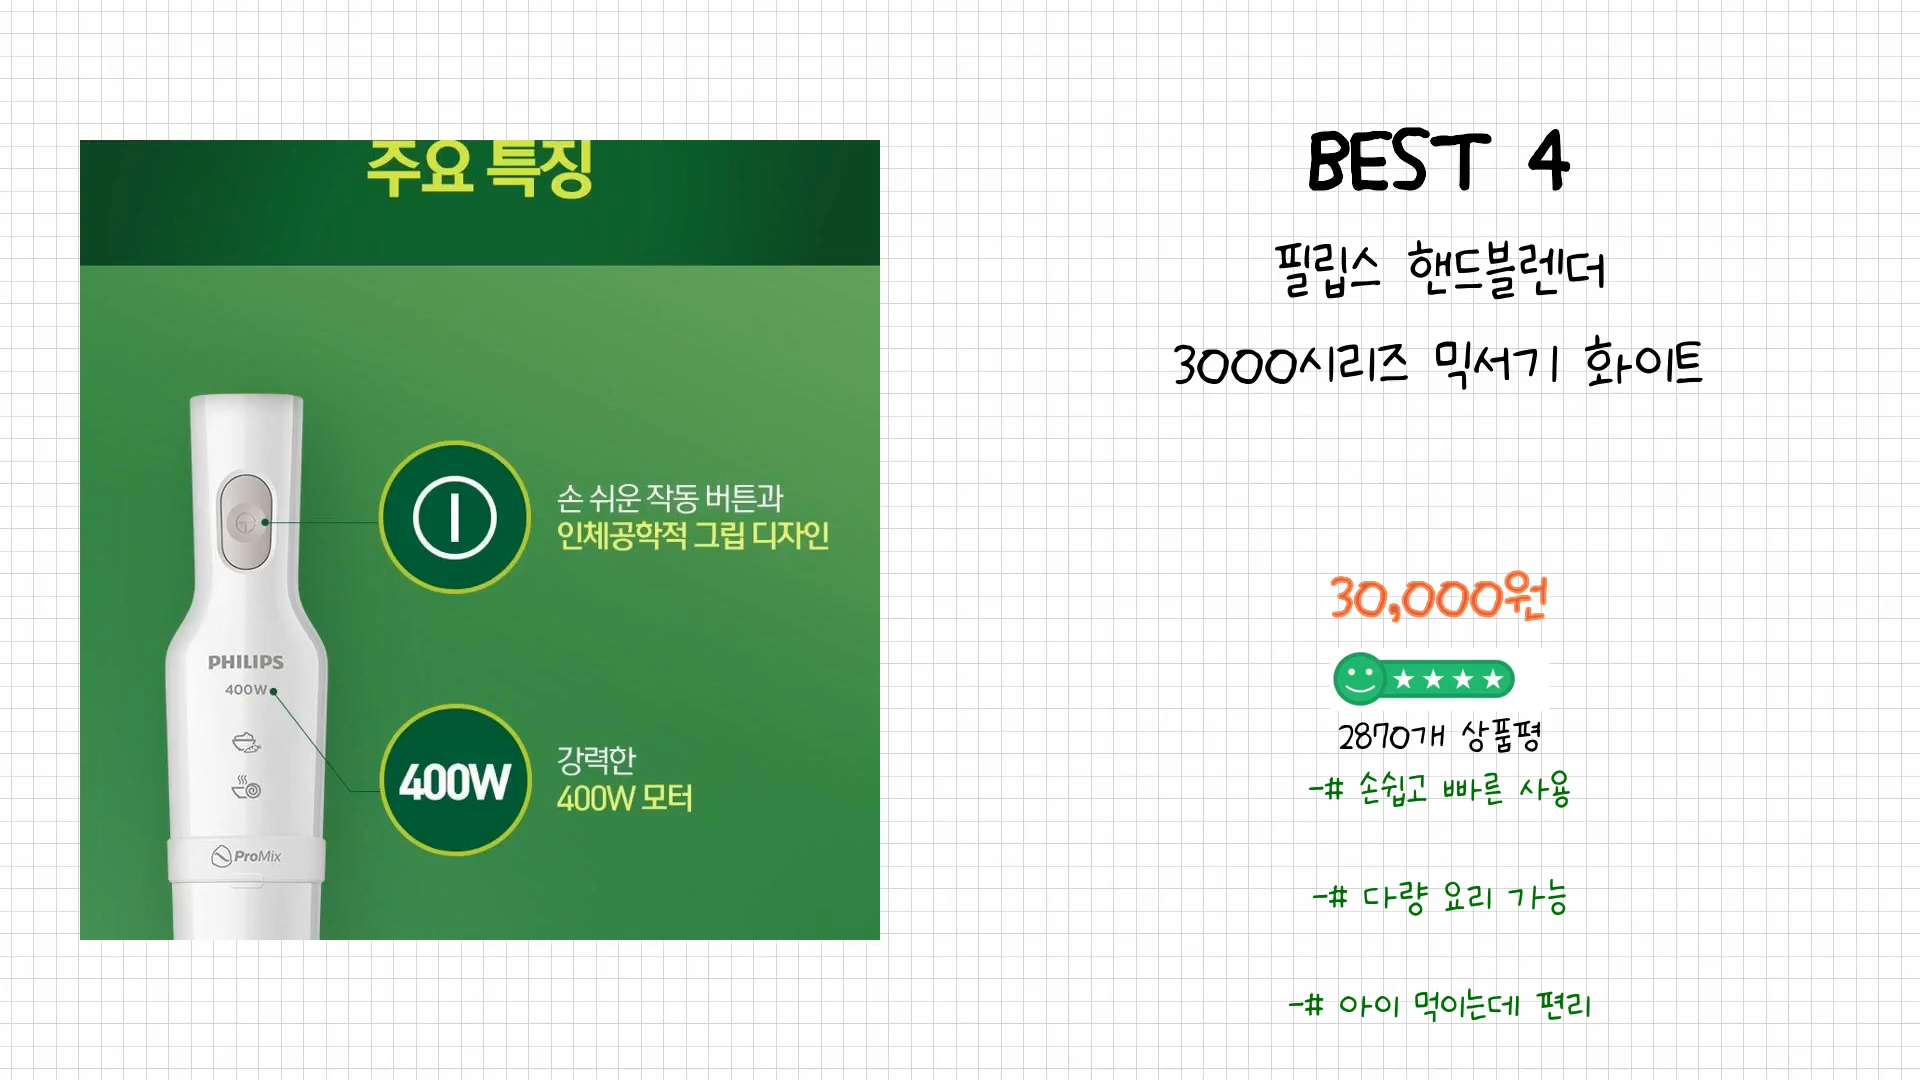 주요 특징
손 쉬운 작동 버튼과
인체공학적 그립 디자인
PHILIPS
400W
400W
강력한
400W 모터
ProMix
BEST 4
필립스 핸드블렌더
3000시리즈 믹서기 화이트
30,000원
2870개 상품평
-# 손쉽고 빠른 사용
-# 다량 요리 가능
-# 아이 먹이는데 편리